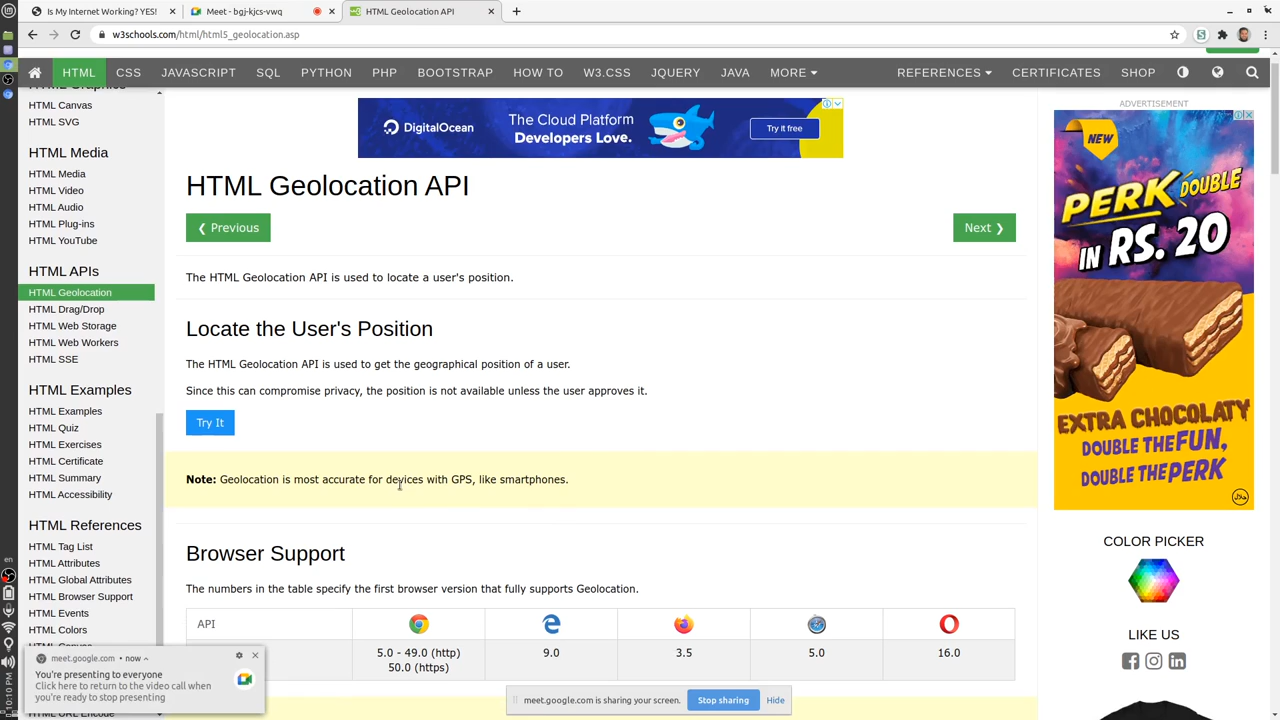 Is My Internet Working? YES!
Meet - bgj-kjcs-vwq
HTML Geolocation API
w3schools.com/html/html5_geolocation.asp
HTML
CSS
JAVASCRIPT
SQL
PYTHON
PHP
BOOTSTRAP
HOW TO
W3.CSS
JQUERY
JAVA
MORE
REFERENCES
CERTIFICATES
SHOP
HTML Canvas
HTML SVG
HTML Media
HTML Media
HTML Video
HTML Audio
HTML Plug-ins
HTML YouTube
HTML APIs
HTML Geolocation
HTML Drag/Drop
HTML Web Storage
HTML Web Workers
HTML SSE
HTML Examples
HTML Examples
HTML Quiz
HTML Exercises
HTML Certificate
HTML Summary
HTML Accessibility
HTML References
HTML Tag List
HTML Attributes
HTML Global Attributes
HTML Browser Support
HTML Events
HTML Colors
DigitalOcean
The Cloud Platform
Developers Love.
Try it free
HTML Geolocation API
❮ Previous
Next ❯
The HTML Geolocation API is used to locate a user's position.
Locate the User's Position
The HTML Geolocation API is used to get the geographical position of a user.
Since this can compromise privacy, the position is not available unless the user approves it.
Try It
Note: Geolocation is most accurate for devices with GPS, like smartphones.
Browser Support
The numbers in the table specify the first browser version that fully supports Geolocation.
API
5.0 - 49.0 (http)
50.0 (https)
9.0
3.5
5.0
16.0
ADVERTISEMENT
NEW
PERK DOUBLE
IN RS. 20
EXTRA CHOCOLATY
DOUBLE THE FUN,
DOUBLE THE PERK
COLOR PICKER
LIKE US
en
10:10 PM
meet.google.com • now
You're presenting to everyone
Click here to return to the video call when
you're ready to stop presenting
meet.google.com is sharing your screen.
Stop sharing
Hide